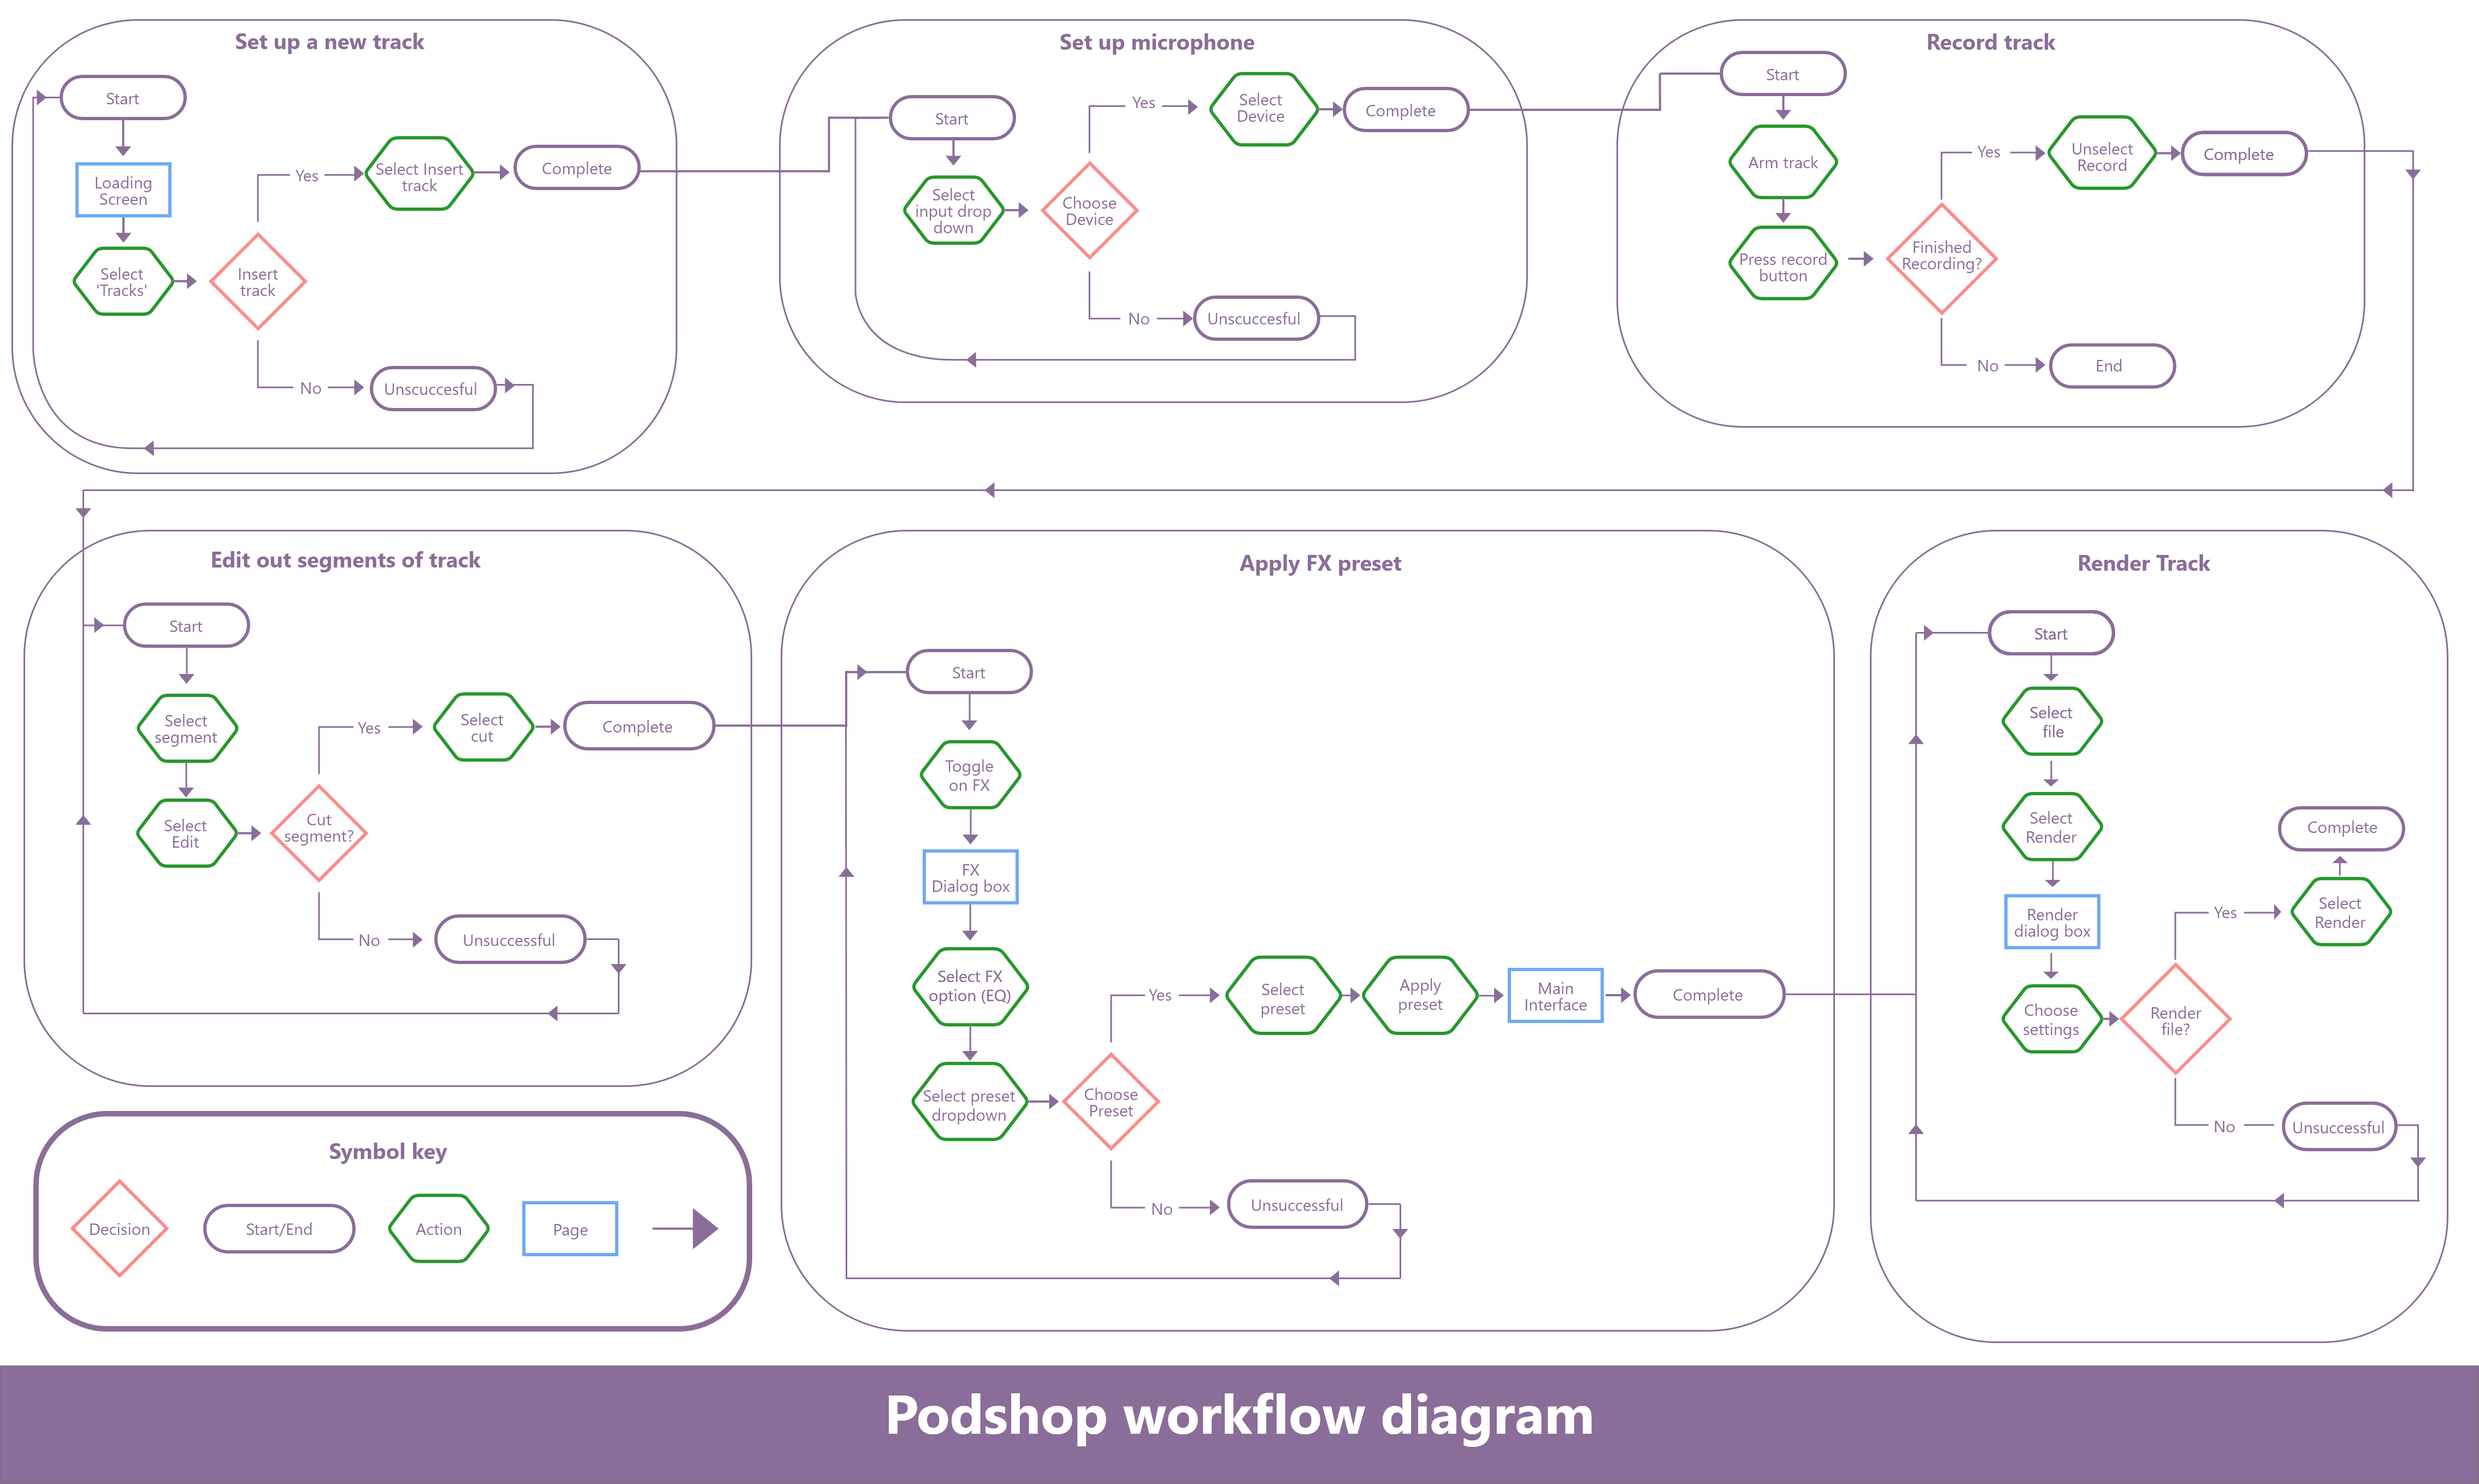 Set up a new track
Start
Loading
Screen
Select
'Tracks'
Insert
track
Yes
Select Insert
track
Complete
No
Unscuccesful
Set up microphone
Start
Select
input drop
down
Choose
Device
Yes
Select
Device
Complete
No
Unscuccesful
Record track
Start
Arm track
Press record
button
Finished
Recording?
Yes
Unselect
Record
Complete
No
End
Edit out segments of track
Start
Select
segment
Select
Edit
Cut
segment?
Yes
Select
cut
Complete
No
Unsuccessful
Apply FX preset
Start
Toggle
on FX
FX
Dialog box
Select FX
option (EQ)
Select preset
dropdown
Choose
Preset
Yes
Select
preset
Apply
preset
Main
Interface
Complete
No
Unsuccessful
Render Track
Start
Select
file
Select
Render
Render
dialog box
Choose
settings
Render
file?
Yes
Select
Render
Complete
No
Unsuccessful
Symbol key
Decision
Start/End
Action
Page
Podshop workflow diagram